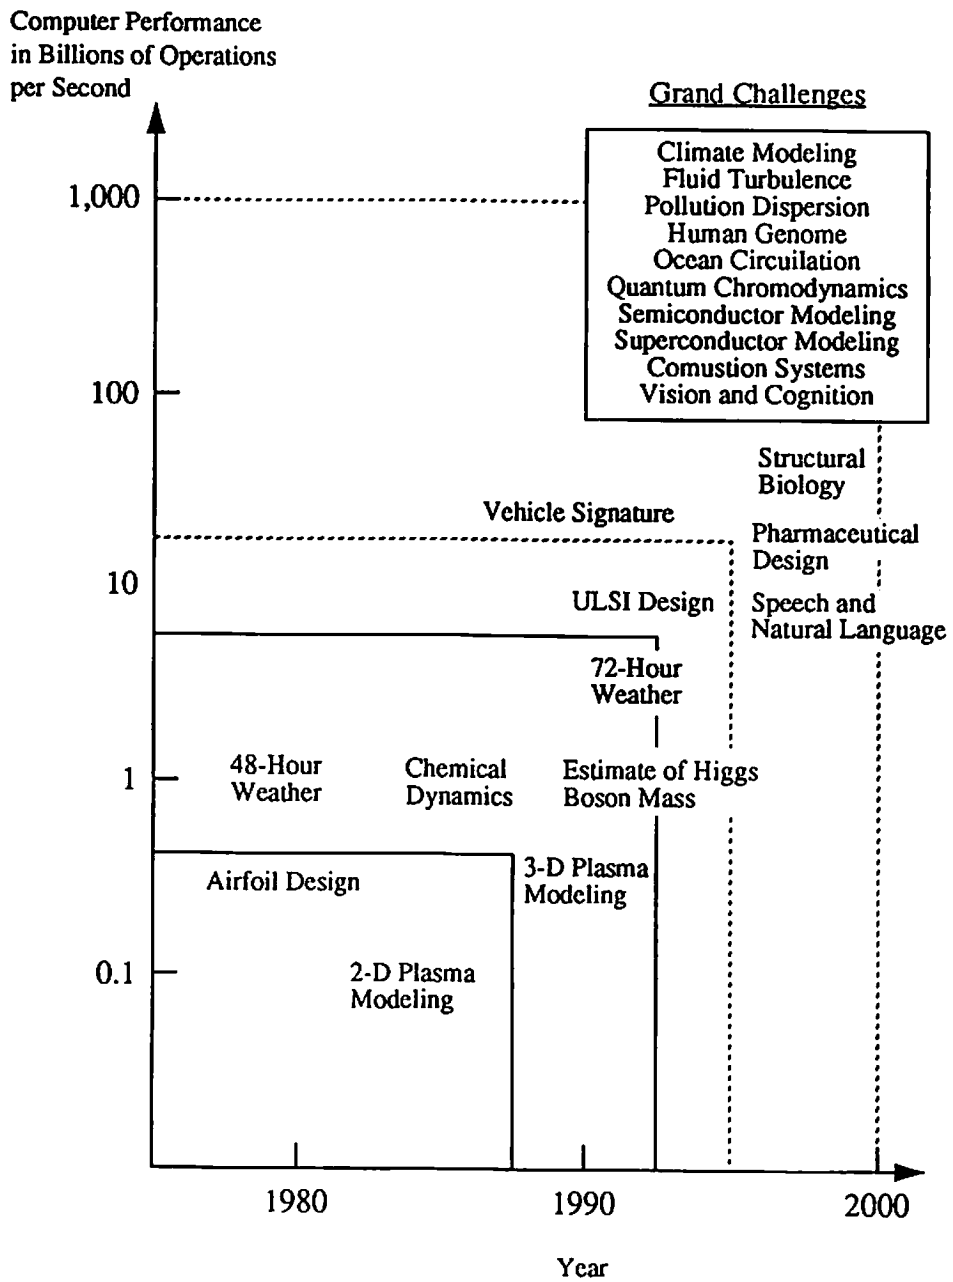 Computer Performance
in Billions of Operations
per Second
Grand Challenges
Climate Modeling
Fluid Turbulence
Pollution Dispersion
Human Genome
Ocean Circuilation
Quantum Chromodynamics
Semiconductor Modeling
Superconductor Modeling
Comustion Systems
Vision and Cognition
1,000
100
Structural
Biology
Vehicle Signature
Pharmaceutical
Design
10
ULSI Design
Speech and
Natural Language
72-Hour
Weather
1
48-Hour
Weather
Chemical
Dynamics
Estimate of Higgs
Boson Mass
Airfoil Design
3-D Plasma
Modeling
0.1
2-D Plasma
Modeling
1980
1990
2000
Year